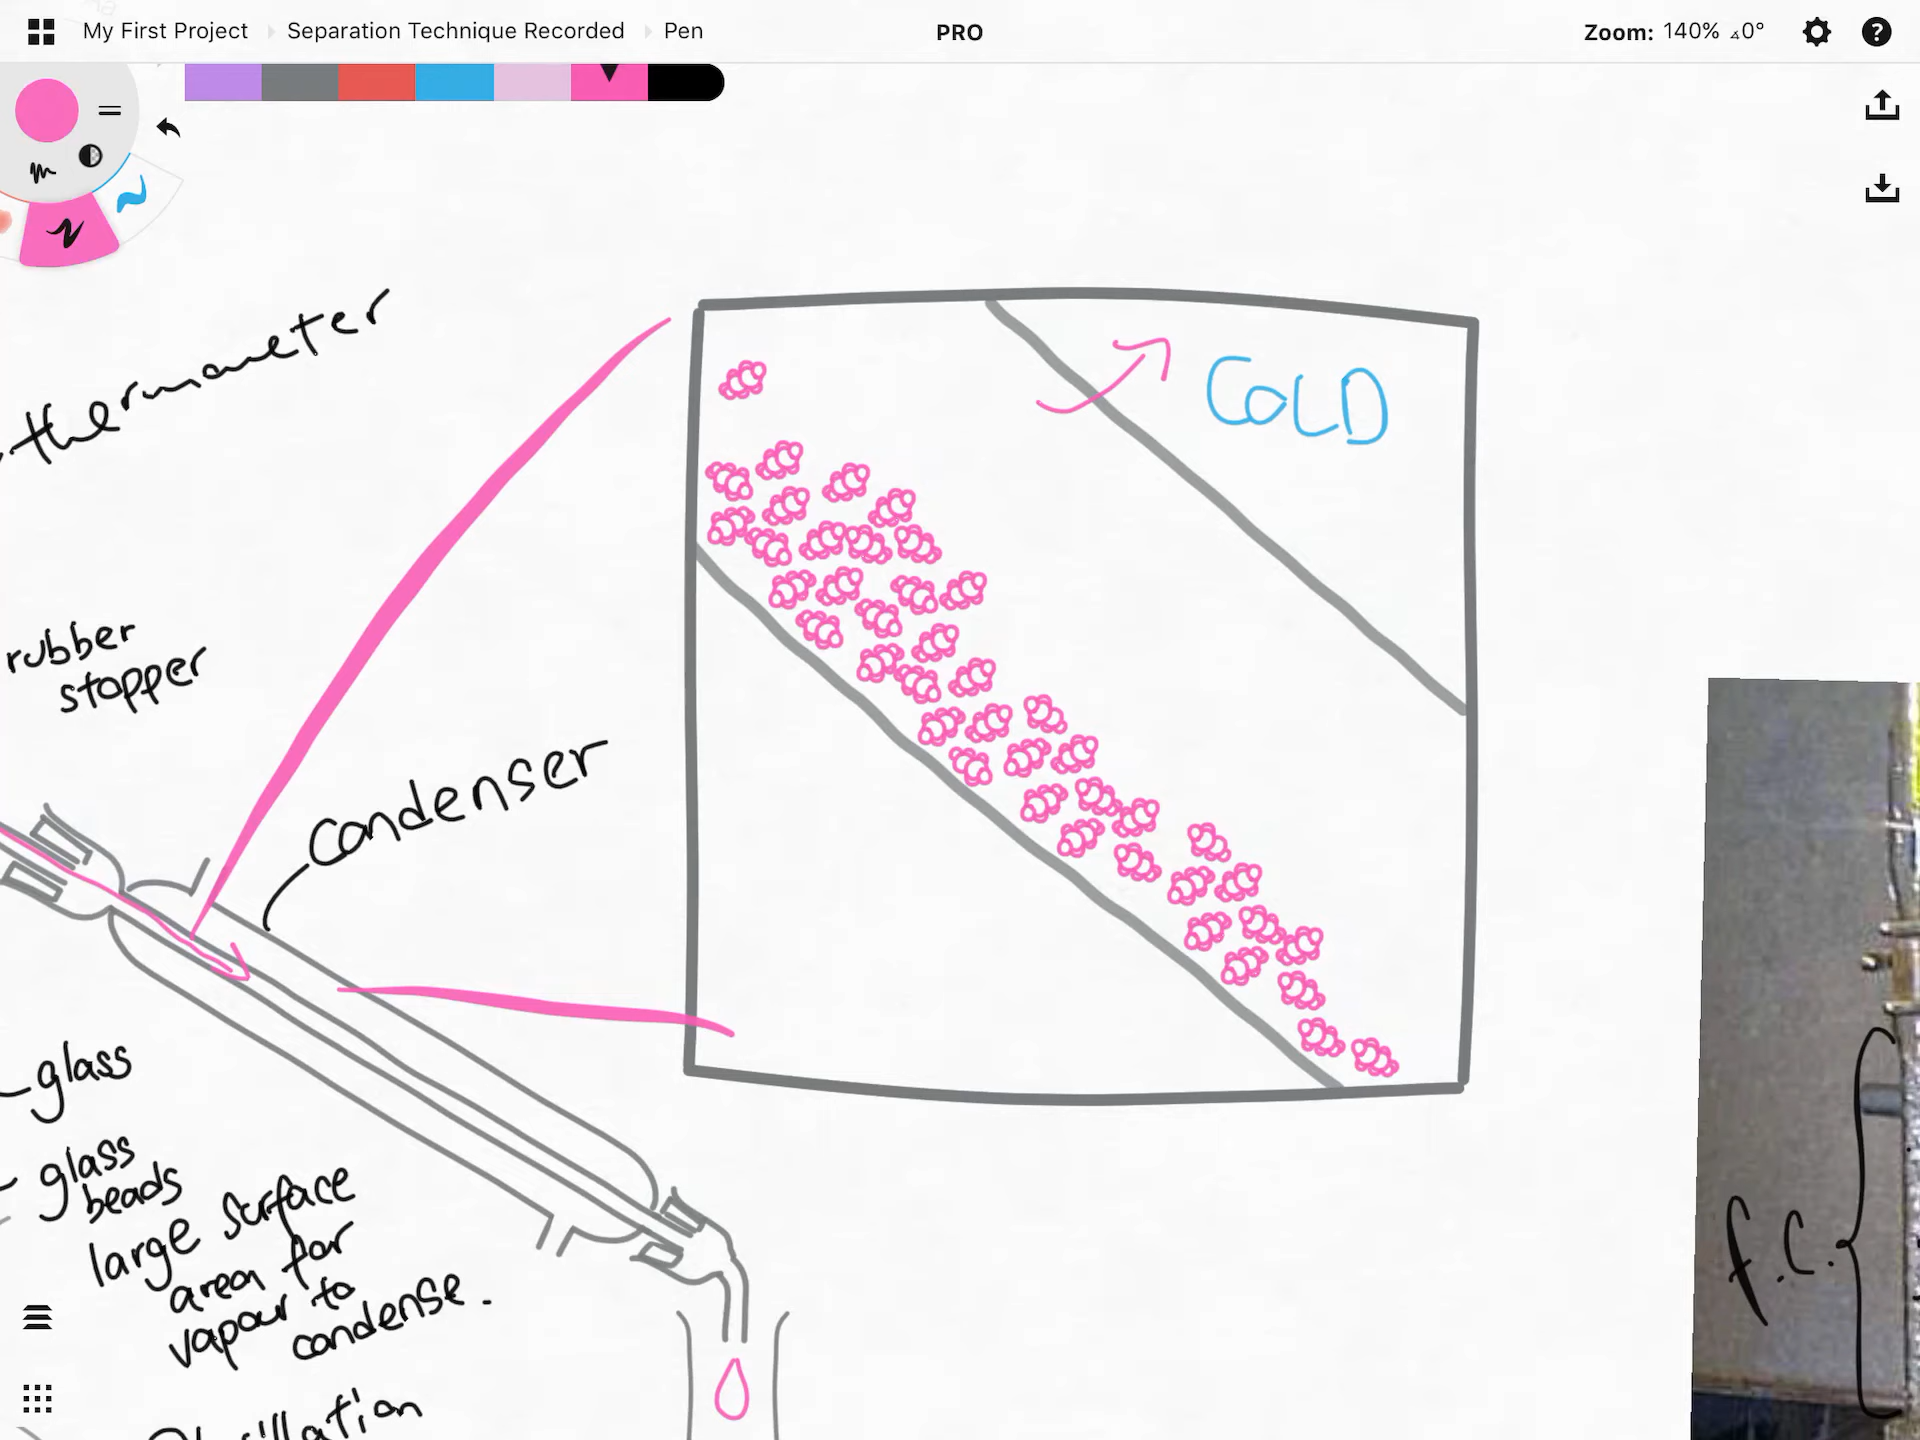 My First Project
Separation Technique Recorded
Pen
PRO
Zoom: 140% ∡0°
thermometer
COLD
rubber
stopper
Condenser
glass
glass
beads
large surface
area for
vapour to
condense.
f.c.